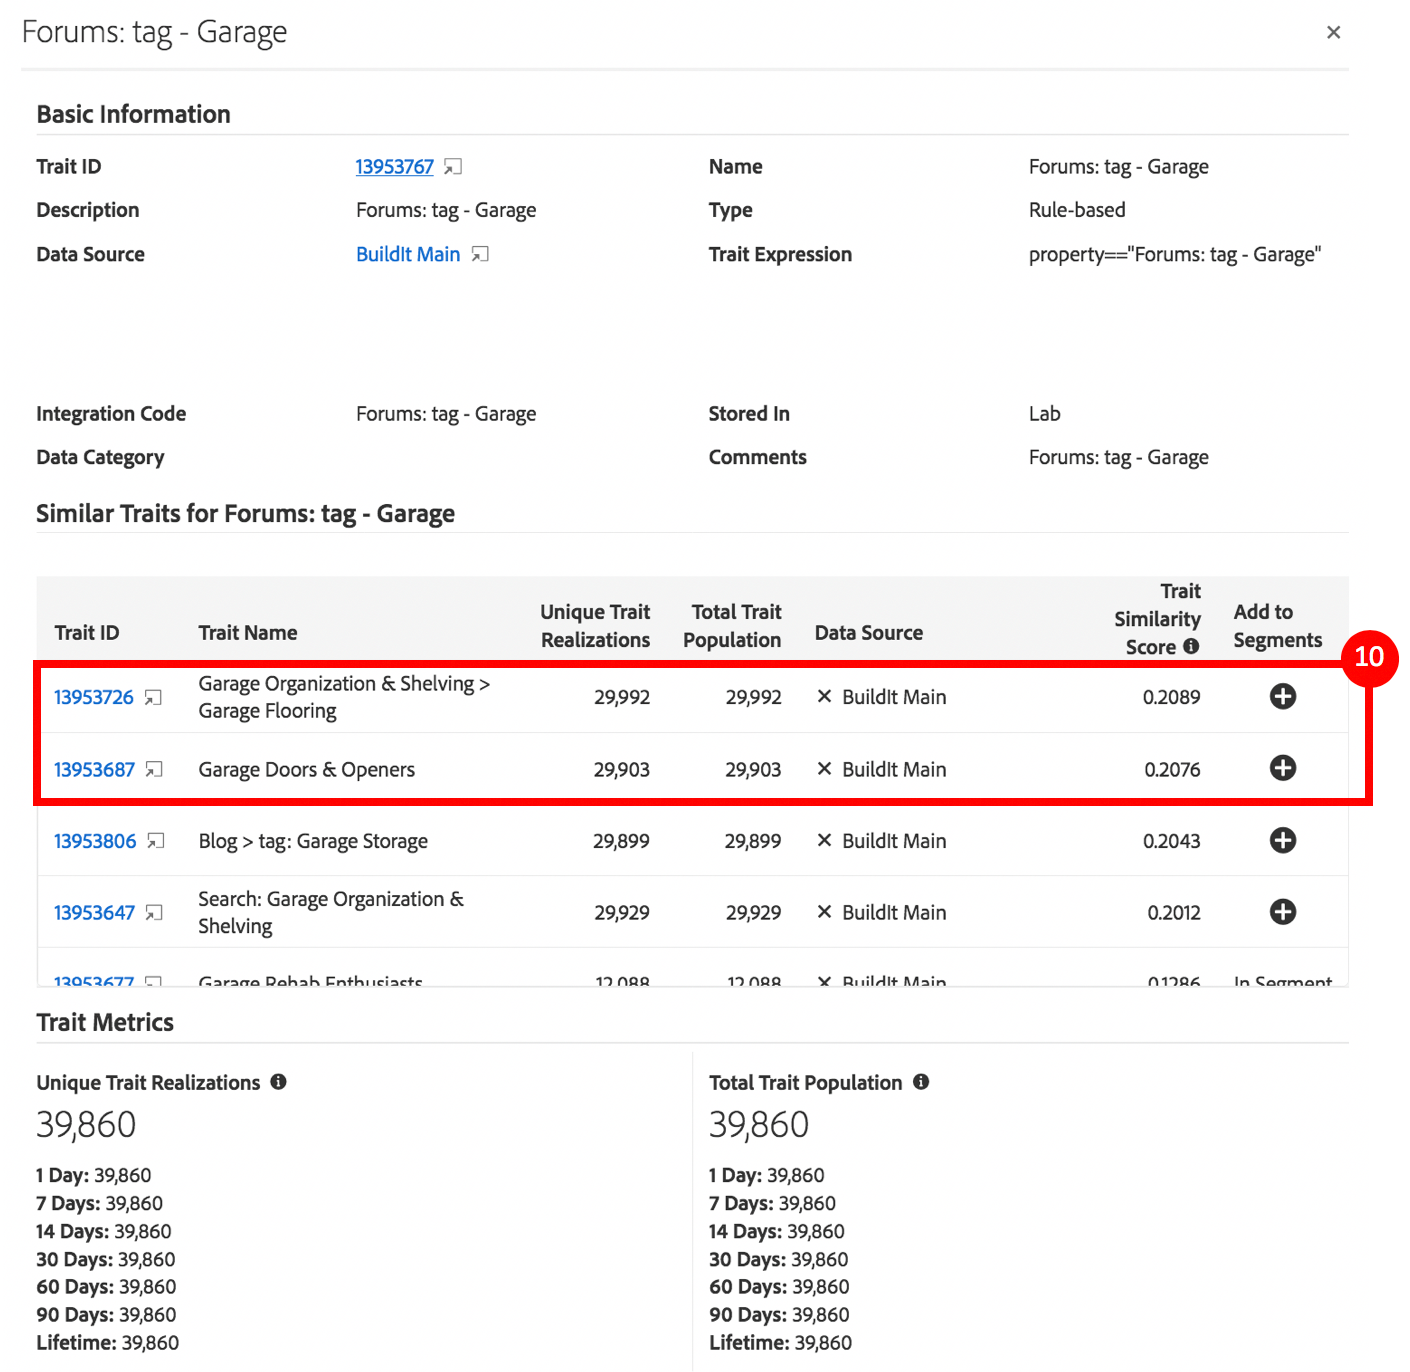 Forums: tag - Garage
Basic Information
Trait ID 13953767 Name Forums: tag - Garage
Description Forums: tag - Garage Type Rule-based
Data Source BuildIt Main Trait Expression property=="Forums: tag - Garage"
Integration Code Forums: tag - Garage Stored In Lab
Data Category Comments Forums: tag - Garage
Similar Traits for Forums: tag - Garage
Trait ID Trait Name Unique Trait Realizations Total Trait Population Data Source Trait Similarity Score Add to Segments
10
13953726 Garage Organization & Shelving > Garage Flooring 29,992 29,992 BuildIt Main 0.2089
13953687 Garage Doors & Openers 29,903 29,903 BuildIt Main 0.2076
13953806 Blog > tag: Garage Storage 29,899 29,899 BuildIt Main 0.2043
13953647 Search: Garage Organization & Shelving 29,929 29,929 BuildIt Main 0.2012
13953677 Garage Rehab Enthusiasts 12,088 12,088 BuildIt Main 0.1286 In Segment
Trait Metrics
Unique Trait Realizations
39,860
1 Day: 39,860
7 Days: 39,860
14 Days: 39,860
30 Days: 39,860
60 Days: 39,860
90 Days: 39,860
Lifetime: 39,860
Total Trait Population
39,860
1 Day: 39,860
7 Days: 39,860
14 Days: 39,860
30 Days: 39,860
60 Days: 39,860
90 Days: 39,860
Lifetime: 39,860